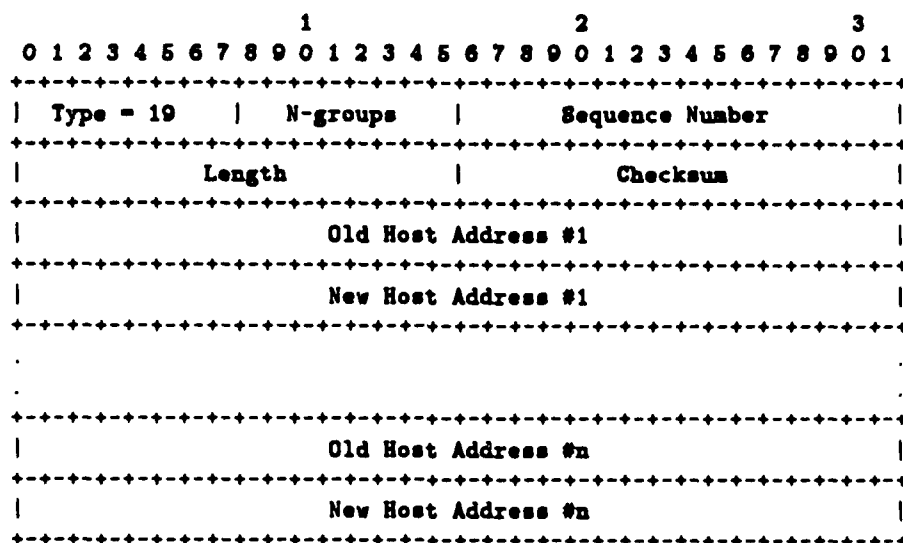 1                   2                   3
0 1 2 3 4 5 6 7 8 9 0 1 2 3 4 5 6 7 8 9 0 1 2 3 4 5 6 7 8 9 0 1
+-+-+-+-+-+-+-+-+-+-+-+-+-+-+-+-+-+-+-+-+-+-+-+-+-+-+-+-+-+-+-+-+
| Type = 19 | N-groups | Sequence Number |
+-+-+-+-+-+-+-+-+-+-+-+-+-+-+-+-+-+-+-+-+-+-+-+-+-+-+-+-+-+-+-+-+
| Length | Checksum |
+-+-+-+-+-+-+-+-+-+-+-+-+-+-+-+-+-+-+-+-+-+-+-+-+-+-+-+-+-+-+-+-+
| Old Host Address #1 |
+-+-+-+-+-+-+-+-+-+-+-+-+-+-+-+-+-+-+-+-+-+-+-+-+-+-+-+-+-+-+-+-+
| New Host Address #1 |
+-+-+-+-+-+-+-+-+-+-+-+-+-+-+-+-+-+-+-+-+-+-+-+-+-+-+-+-+-+-+-+-+
. .
. .
+-+-+-+-+-+-+-+-+-+-+-+-+-+-+-+-+-+-+-+-+-+-+-+-+-+-+-+-+-+-+-+-+
| Old Host Address #n |
+-+-+-+-+-+-+-+-+-+-+-+-+-+-+-+-+-+-+-+-+-+-+-+-+-+-+-+-+-+-+-+-+
| New Host Address #n |
+-+-+-+-+-+-+-+-+-+-+-+-+-+-+-+-+-+-+-+-+-+-+-+-+-+-+-+-+-+-+-+-+